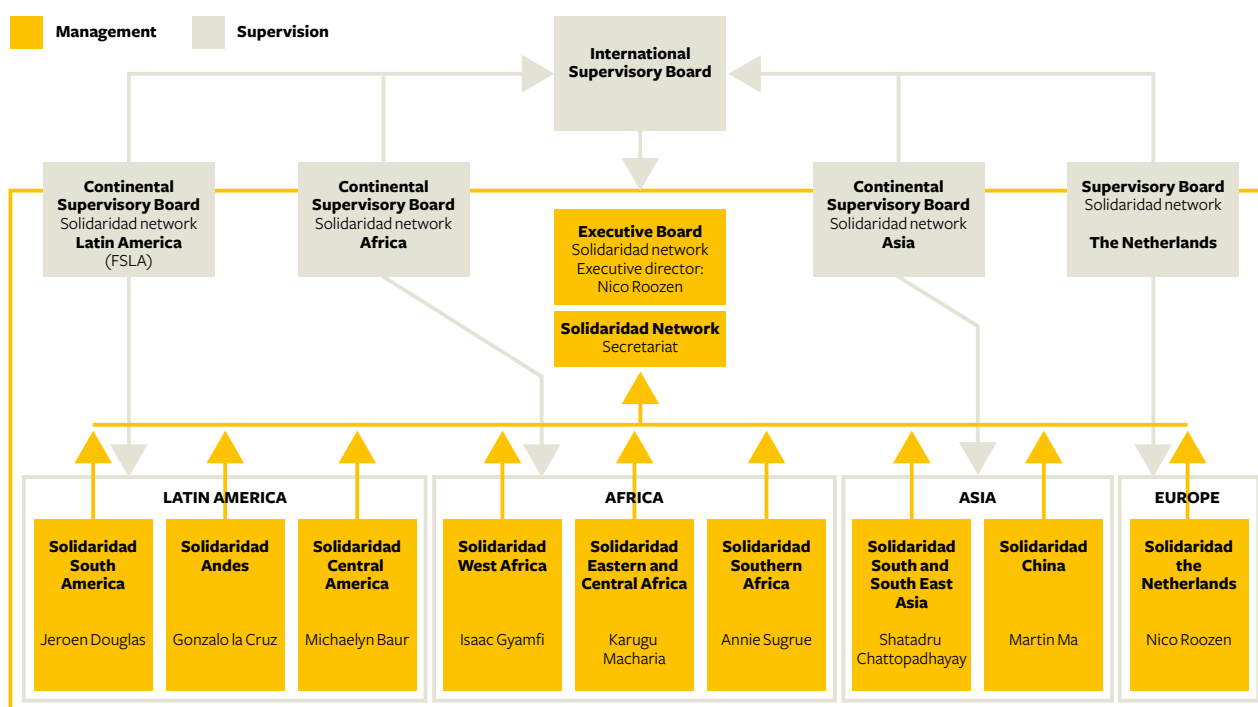 Management
Supervision
International
Supervisory Board
Continental
Supervisory Board
Solidaridad network
Latin America
(FSLA)
Continental
Supervisory Board
Solidaridad network
Africa
Continental
Supervisory Board
Solidaridad network
Asia
Supervisory Board
Solidaridad network
The Netherlands
Executive Board
Solidaridad network
Executive director:
Nico Roozen
Solidaridad Network
Secretariat
LATIN AMERICA
Solidaridad
South
America
Jeroen Douglas
Solidaridad
Andes
Gonzalo la Cruz
Solidaridad
Central
America
Michaelyn Baur
AFRICA
Solidaridad
West Africa
Isaac Gyamfi
Solidaridad
Eastern and
Central Africa
Karugu
Macharia
Solidaridad
Southern
Africa
Annie Sugrue
ASIA
Solidaridad
South and
South East
Asia
Shatadru
Chattopadhayay
Solidaridad
China
Martin Ma
EUROPE
Solidaridad
the
Netherlands
Nico Roozen